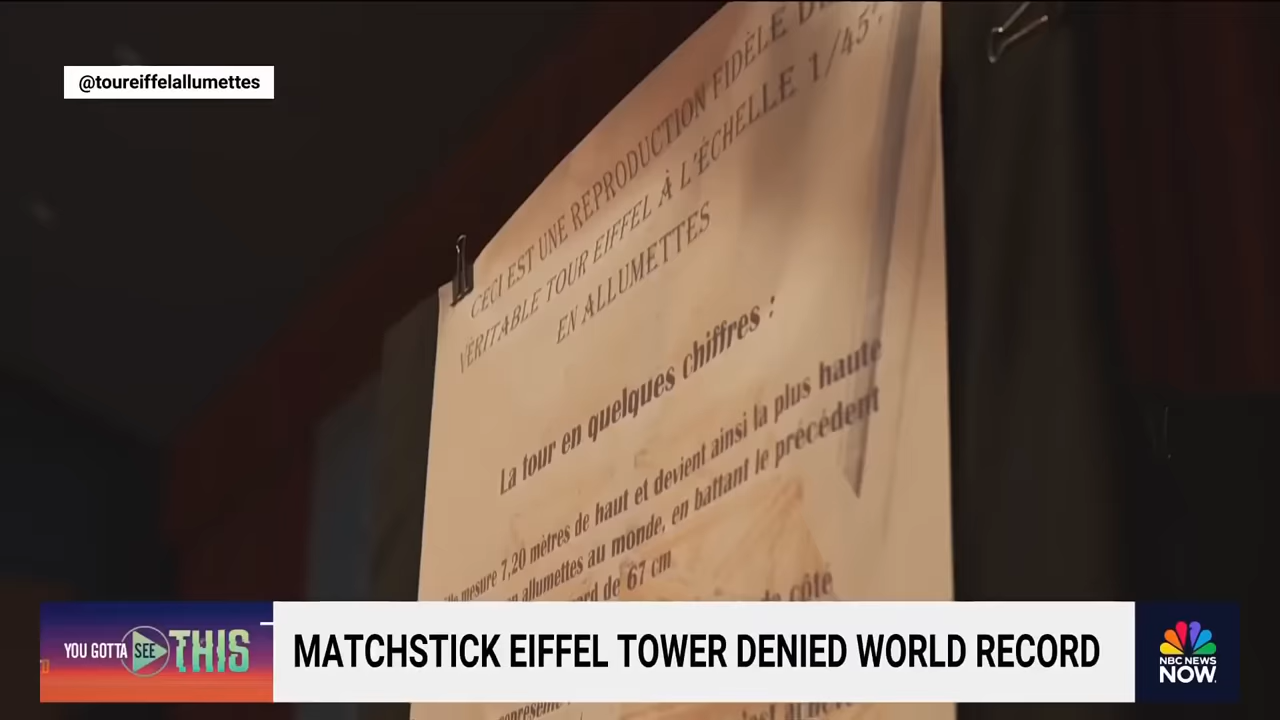 @toureiffelallumettes
CECI EST UNE REPRODUCTION FIDÈLE DE
VÉRITABLE TOUR EIFFEL À L'ÉCHELLE 1/45
EN ALLUMETTES
La tour en quelques chiffres :
mesure 7,20 mètres de haut et devient ainsi la plus haute
allumettes au monde, en battant le précédent
de 67 cm
côté
YOU GOTTA SEE THIS
MATCHSTICK EIFFEL TOWER DENIED WORLD RECORD
NBC NEWS
NOW